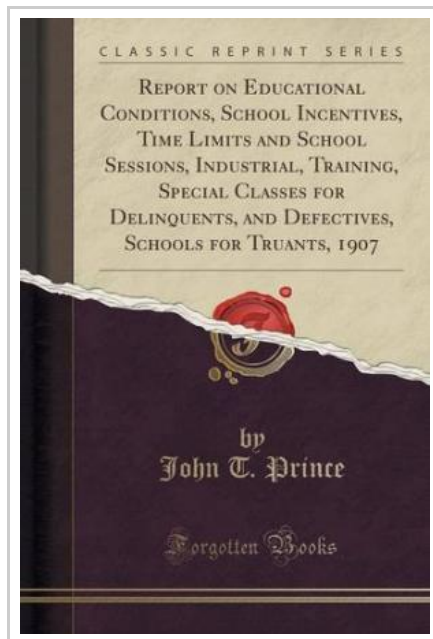 CLASSIC REPRINT SERIES
REPORT ON EDUCATIONAL
CONDITIONS, SCHOOL INCENTIVES,
TIME LIMITS AND SCHOOL
SESSIONS, INDUSTRIAL, TRAINING,
SPECIAL CLASSES FOR
DELINQUENTS, AND DEFECTIVES,
SCHOOLS FOR TRUANTS, 1907
by
John T. Prince
Forgotten Books